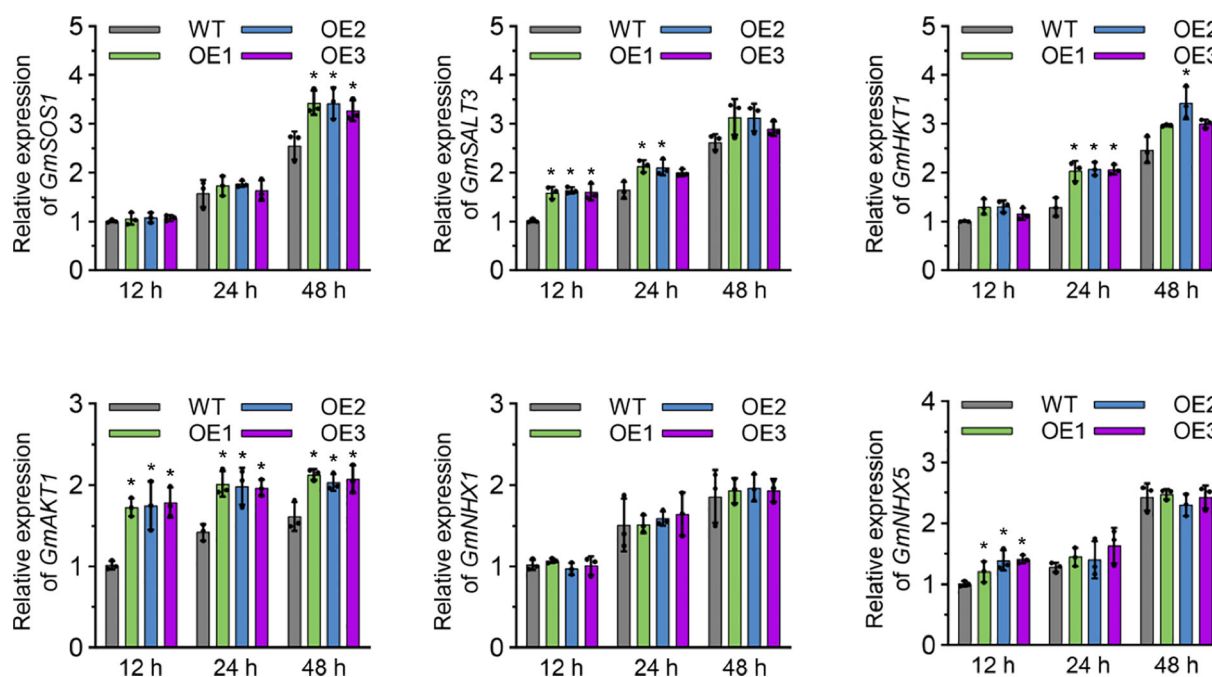 Relative expression of GmSOS1
5
4
3
2
1
0
WT OE2
OE1 OE3
* * *
12 h 24 h 48 h
Relative expression of GmSALT3
5
4
3
2
1
0
WT OE2
OE1 OE3
* * * * *
12 h 24 h 48 h
Relative expression of GmHKT1
5
4
3
2
1
0
WT OE2
OE1 OE3
* * * *
12 h 24 h 48 h
Relative expression of GmAKT1
3
2
1
0
WT OE2
OE1 OE3
* * * * * * * * *
12 h 24 h 48 h
Relative expression of GmNHX1
3
2
1
0
WT OE2
OE1 OE3
12 h 24 h 48 h
Relative expression of GmNHX5
4
3
2
1
0
WT OE2
OE1 OE3
* * *
12 h 24 h 48 h